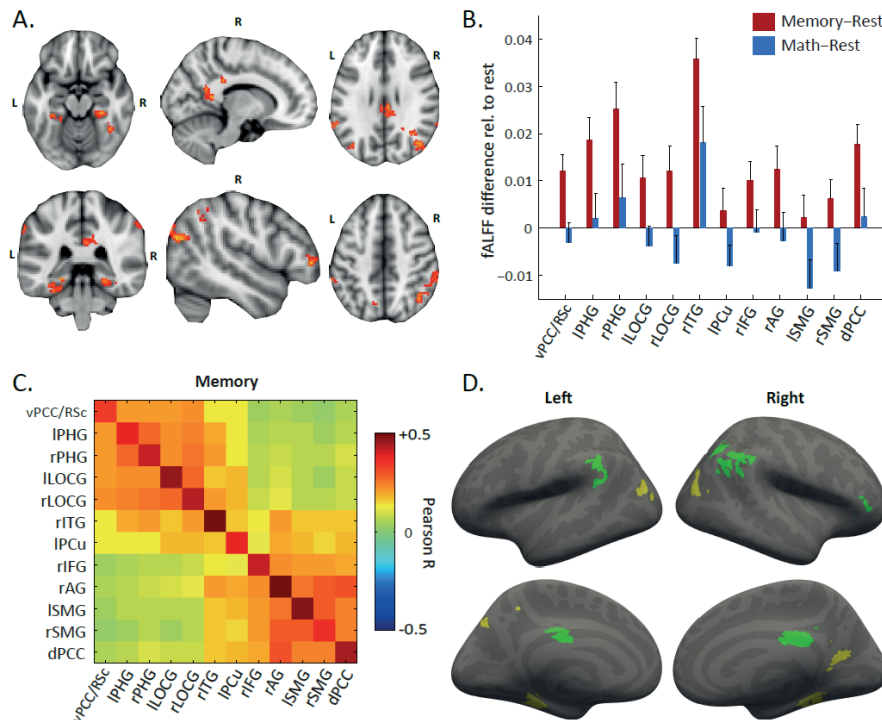 A.
R
R
L
R
L
R
R
L
R
L
R
B.
Memory–Rest
Math–Rest
fALFF difference rel. to rest
0.04
0.03
0.02
0.01
0
−0.01
vPCC/RSc
lPHG
rPHG
lLOCG
rLOCG
rITG
lPCu
rIFG
rAG
lSMG
rSMG
dPCC
C.
Memory
vPCC/RSc
lPHG
rPHG
lLOCG
rLOCG
rITG
lPCu
rIFG
rAG
lSMG
rSMG
dPCC
vPCC/RSc
lPHG
rPHG
lLOCG
rLOCG
rITG
lPCu
rIFG
rAG
lSMG
rSMG
dPCC
+0.5
0
-0.5
Pearson R
D.
Left
Right